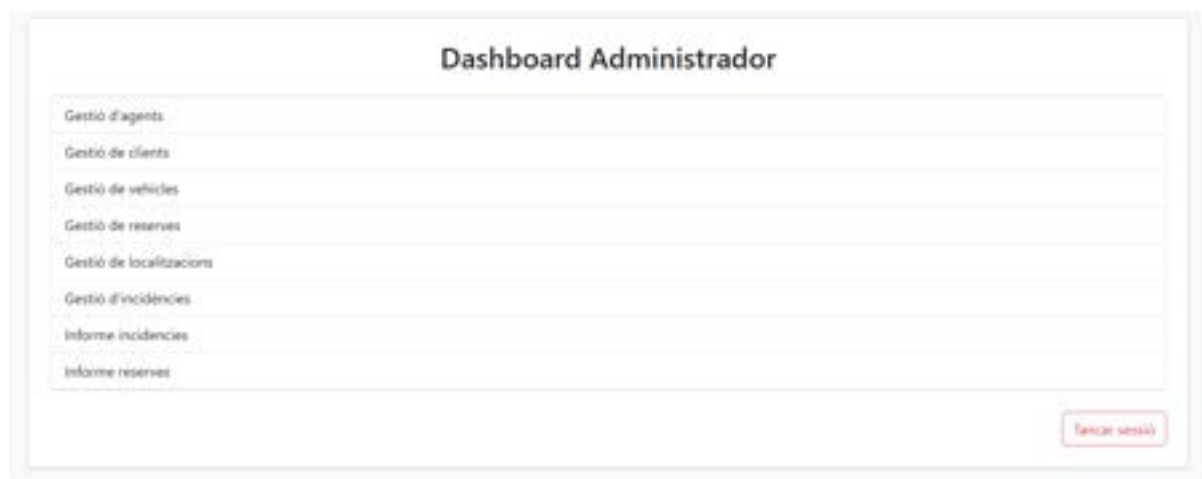 Dashboard Administrador
Gestió d'agents
Gestió de clients
Gestió de vehicles
Gestió de reserves
Gestió de localitzacions
Gestió d'incidències
Informe incidencies
Informe reserves
Tancar sessió